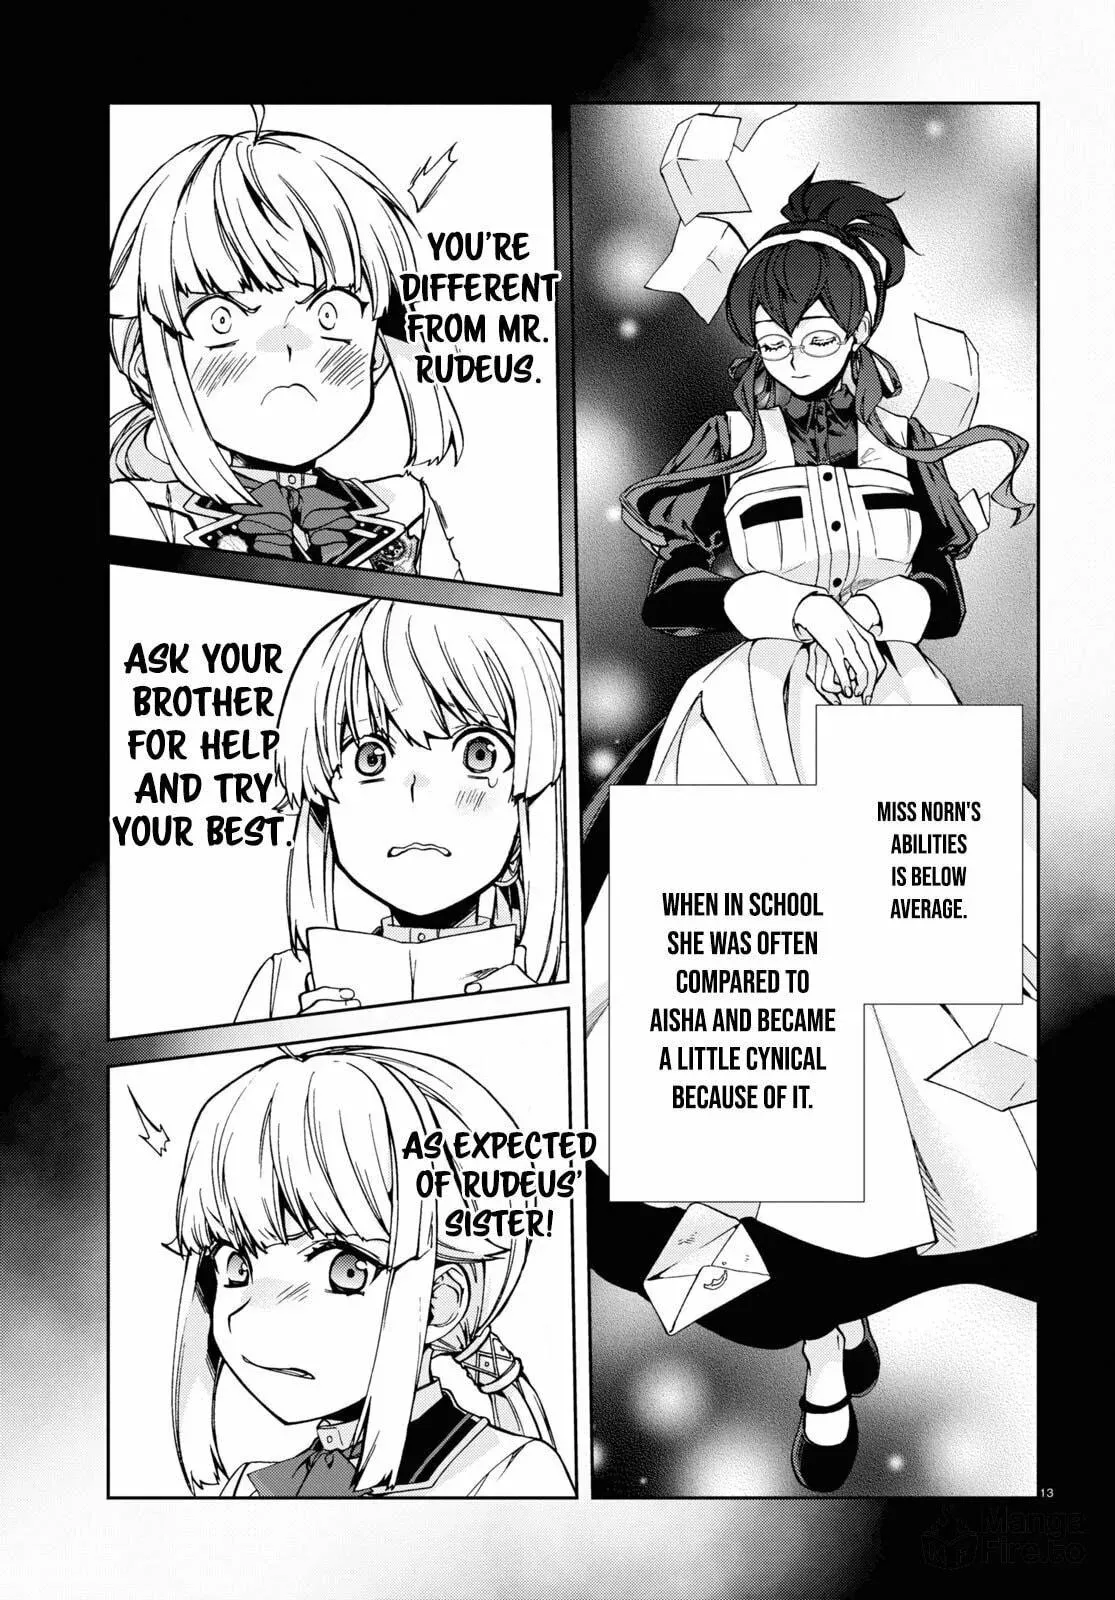 MISS NORN'S
ABILITIES
IS BELOW
AVERAGE.
WHEN IN SCHOOL
SHE WAS OFTEN
COMPARED TO
AISHA AND BECAME
A LITTLE CYNICAL
BECAUSE OF IT.
YOU'RE
DIFFERENT
FROM MR.
RUDEUS.
ASK YOUR
BROTHER
FOR HELP
AND TRY
YOUR BEST.
AS EXPECTED
OF RUDEUS'
SISTER!
13
Manga
Fire.to